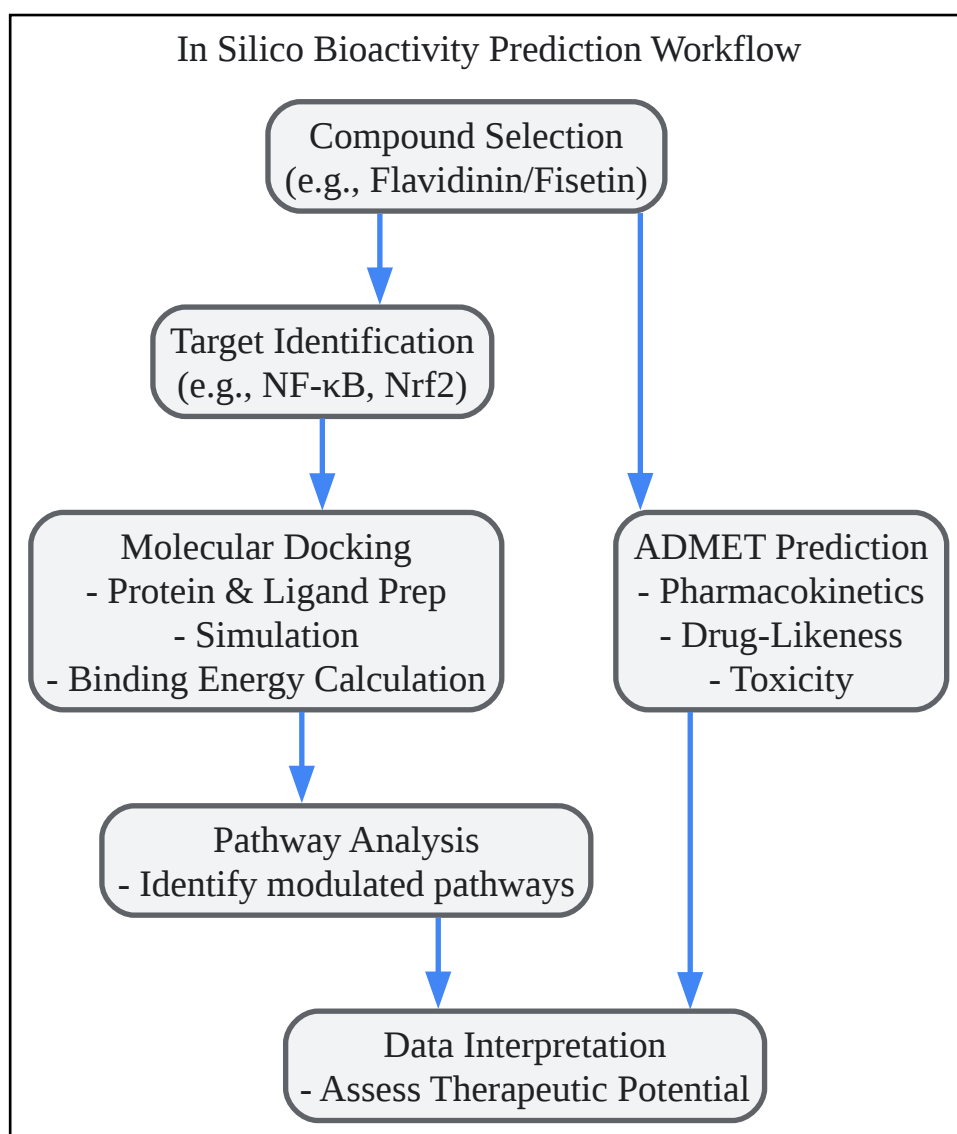 In Silico Bioactivity Prediction Workflow
Compound Selection
(e.g., Flavidinin/Fisetin)
Target Identification
(e.g., NF-κB, Nrf2)
Molecular Docking
- Protein & Ligand Prep
- Simulation
- Binding Energy Calculation
ADMET Prediction
- Pharmacokinetics
- Drug-Likeness
- Toxicity
Pathway Analysis
- Identify modulated pathways
Data Interpretation
- Assess Therapeutic Potential